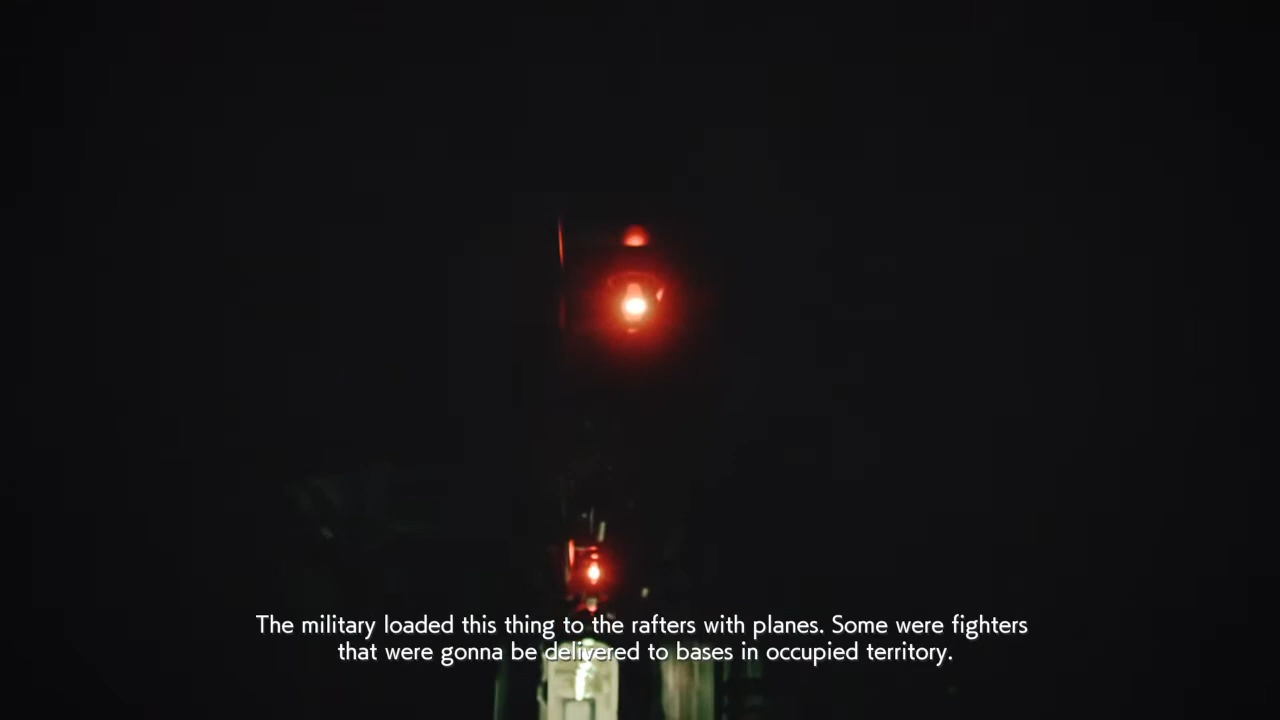 The military loaded this thing to the rafters with planes. Some were fighters
that were gonna be delivered to bases in occupied territory.